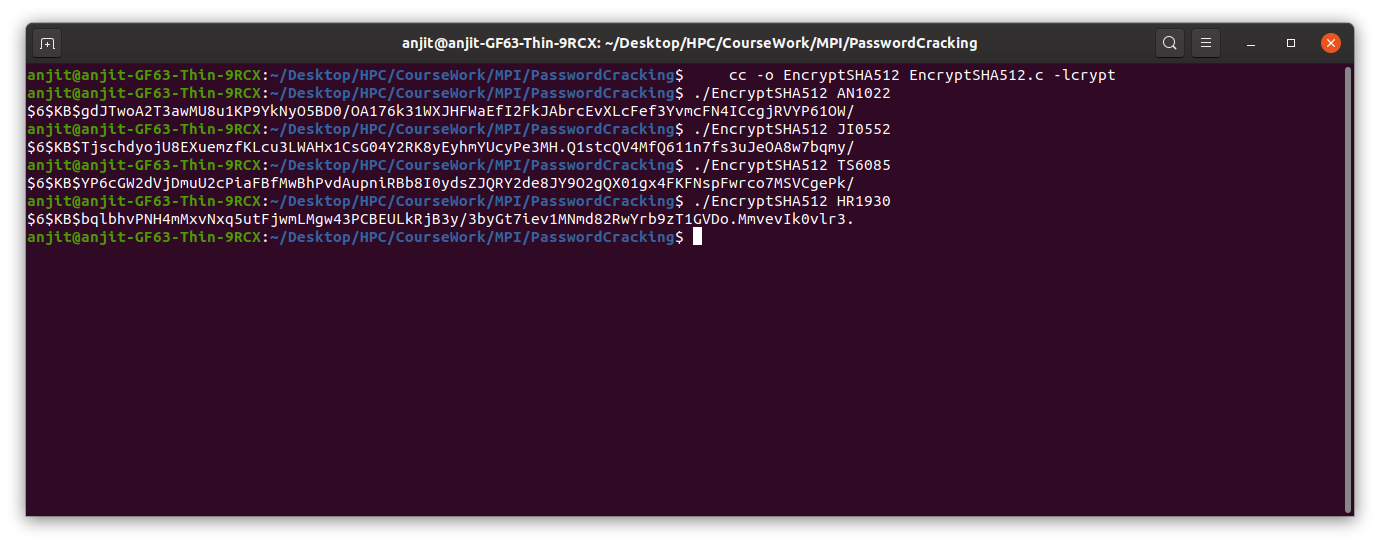 anjit@anjit-GF63-Thin-9RCX: ~/Desktop/HPC/CourseWork/MPI/PasswordCracking
anjit@anjit-GF63-Thin-9RCX:~/Desktop/HPC/CourseWork/MPI/PasswordCracking$     cc -o EncryptSHA512 EncryptSHA512.c -lcrypt
anjit@anjit-GF63-Thin-9RCX:~/Desktop/HPC/CourseWork/MPI/PasswordCracking$ ./EncryptSHA512 AN1022
$6$KB$gdJTwoA2T3awMU8u1KP9YkNyO5BD0/OA176k31WXJHFWaEfI2FkJAbrcEvXLcFef3YvmcFN4ICcgjRVYP61OW/
anjit@anjit-GF63-Thin-9RCX:~/Desktop/HPC/CourseWork/MPI/PasswordCracking$ ./EncryptSHA512 JI0552
$6$KB$TjschdyojU8EXuemzfKLcu3LWAHx1CsG04Y2RK8yEyhmYUcyPe3MH.Q1stcQV4MfQ611n7fs3uJeOA8w7bqmy/
anjit@anjit-GF63-Thin-9RCX:~/Desktop/HPC/CourseWork/MPI/PasswordCracking$ ./EncryptSHA512 TS6085
$6$KB$YP6cGW2dVjDmuU2cPiaFBfMwBhPvdAupniRBb8I0ydsZJQRY2de8JY9O2gQX01gx4FKFNspFwrco7MSVCgePk/
anjit@anjit-GF63-Thin-9RCX:~/Desktop/HPC/CourseWork/MPI/PasswordCracking$ ./EncryptSHA512 HR1930
$6$KB$bqlbhvPNH4mMxvNxq5utFjwmLMgw43PCBEULkRjB3y/3byGt7iev1MNmd82RwYrb9zT1GVDo.MmvevIk0vlr3.
anjit@anjit-GF63-Thin-9RCX:~/Desktop/HPC/CourseWork/MPI/PasswordCracking$